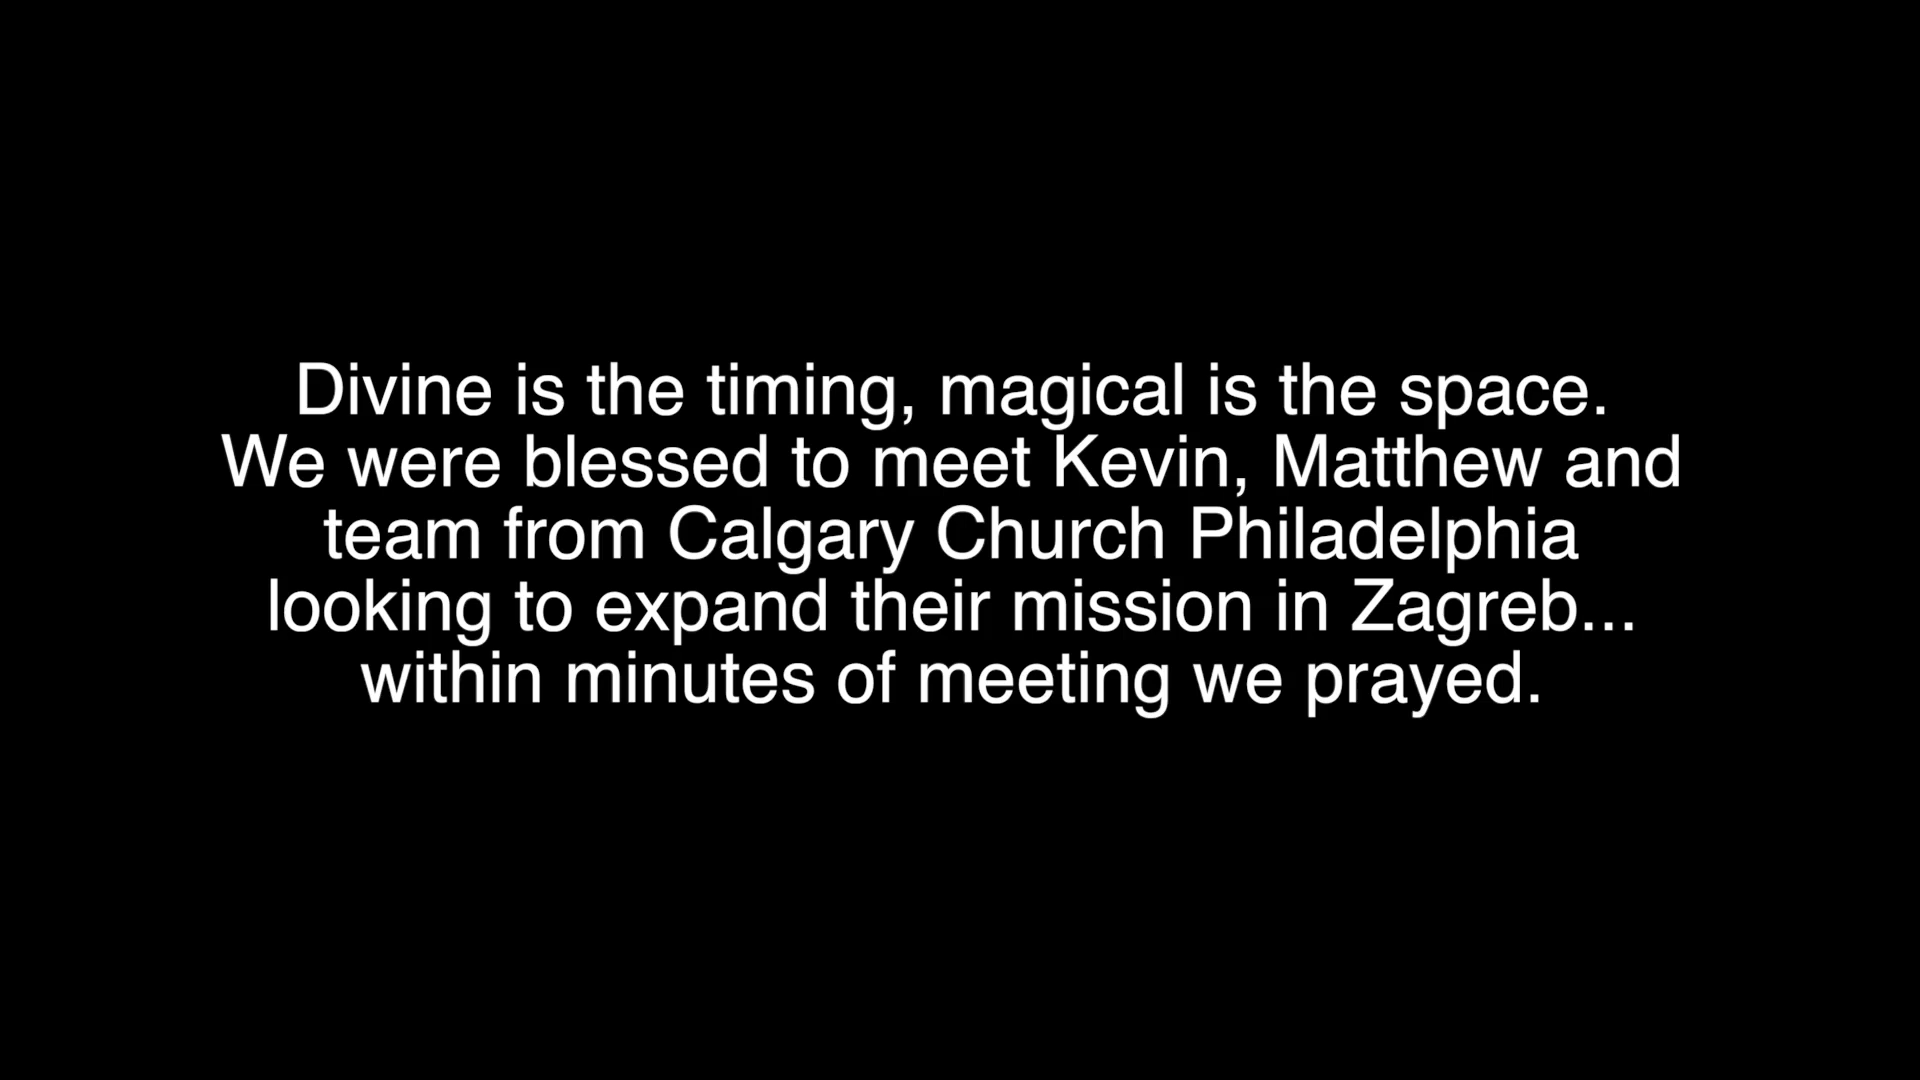 Divine is the timing, magical is the space.
We were blessed to meet Kevin, Matthew and
team from Calgary Church Philadelphia
looking to expand their mission in Zagreb...
within minutes of meeting we prayed.